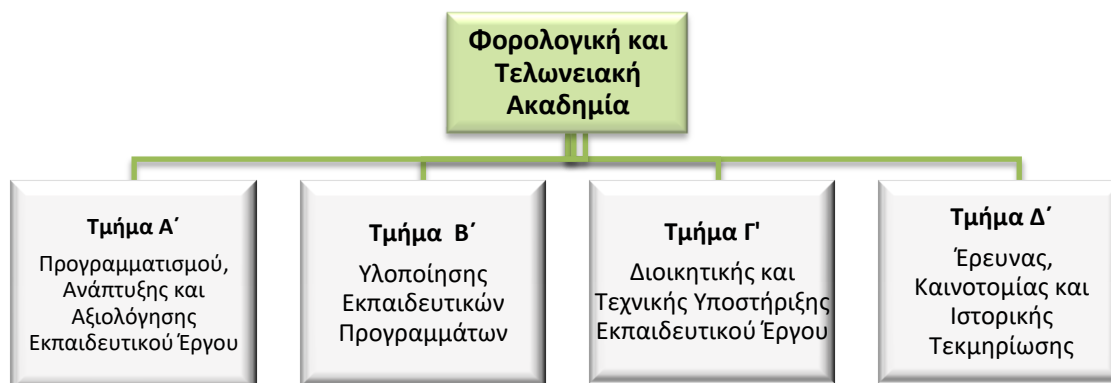 Φορολογική και
Τελωνειακή
Ακαδημία
Τμήμα Α΄
Προγραμματισμού,
Ανάπτυξης και
Αξιολόγησης
Εκπαιδευτικού Έργου
Τμήμα Β΄
Υλοποίησης
Εκπαιδευτικών
Προγραμμάτων
Τμήμα Γ'
Διοικητικής και
Τεχνικής Υποστήριξης
Εκπαιδευτικού Έργου
Τμήμα Δ΄
Έρευνας,
Καινοτομίας και
Ιστορικής
Τεκμηρίωσης